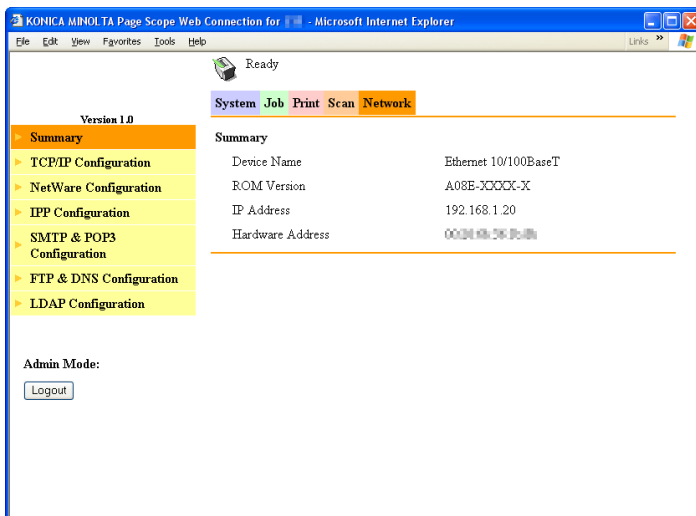 KONICA MINOLTA Page Scope Web Connection for - Microsoft Internet Explorer
File Edit View Favorites Tools Help
Links »
Ready
System Job Print Scan Network
Version 1.0
Summary
TCP/IP Configuration
NetWare Configuration
IPP Configuration
SMTP & POP3
Configuration
FTP & DNS Configuration
LDAP Configuration
Admin Mode:
Logout
Summary
Device Name Ethernet 10/100BaseT
ROM Version A08E-XXXX-X
IP Address 192.168.1.20
Hardware Address